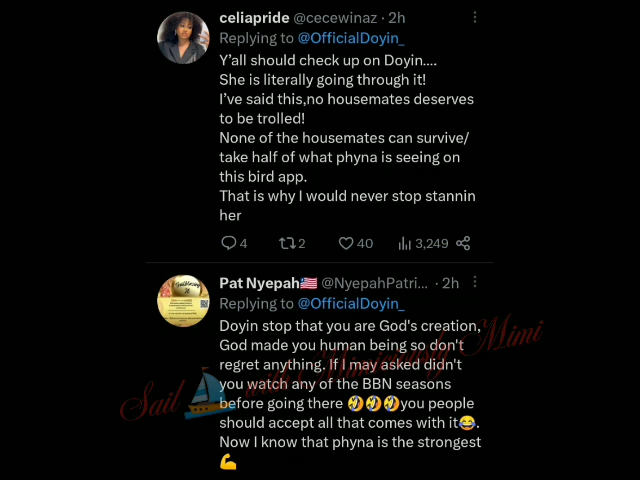 celiapride @cecewinaz · 2h
Replying to @OfficialDoyin_
Y'all should check up on Doyin....
She is literally going through it!
I've said this,no housemates deserves
to be trolled!
None of the housemates can survive/
take half of what phyna is seeing on
this bird app.
That is why I would never stop stannin
her
4 2 40 3,249
Pat Nyepah🇱🇷 @NyepahPatri... · 2h
Replying to @OfficialDoyin_
Doyin stop that you are God's creation,
God made you human being so don't
regret anything. If I may asked didn't
you watch any of the BBN seasons
before going there 🤣🤣🤣you people
should accept all that comes with it😂.
Now I know that phyna is the strongest
💪
Sail ⛵ with Mimi